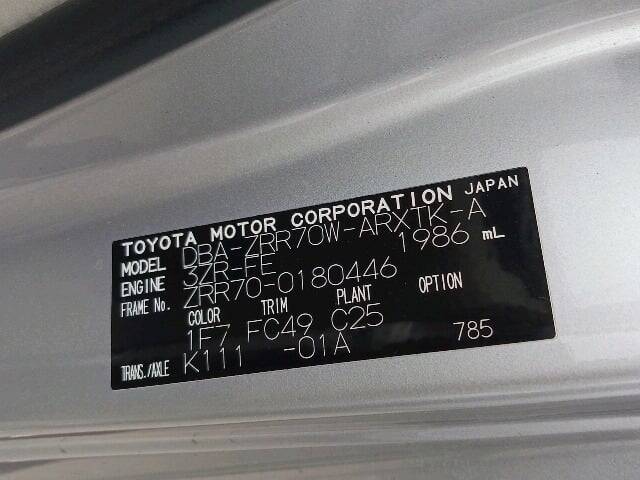 TOYOTA MOTOR CORPORATION JAPAN
MODEL DBA-ZRR70W-ARXTK-A
ENGINE 3ZR-FE 1986 mL
FRAME No. ZRR70-0180446
COLOR TRIM PLANT OPTION
1F7 FC49 C25
TRANS./AXLE K111 -01A 785